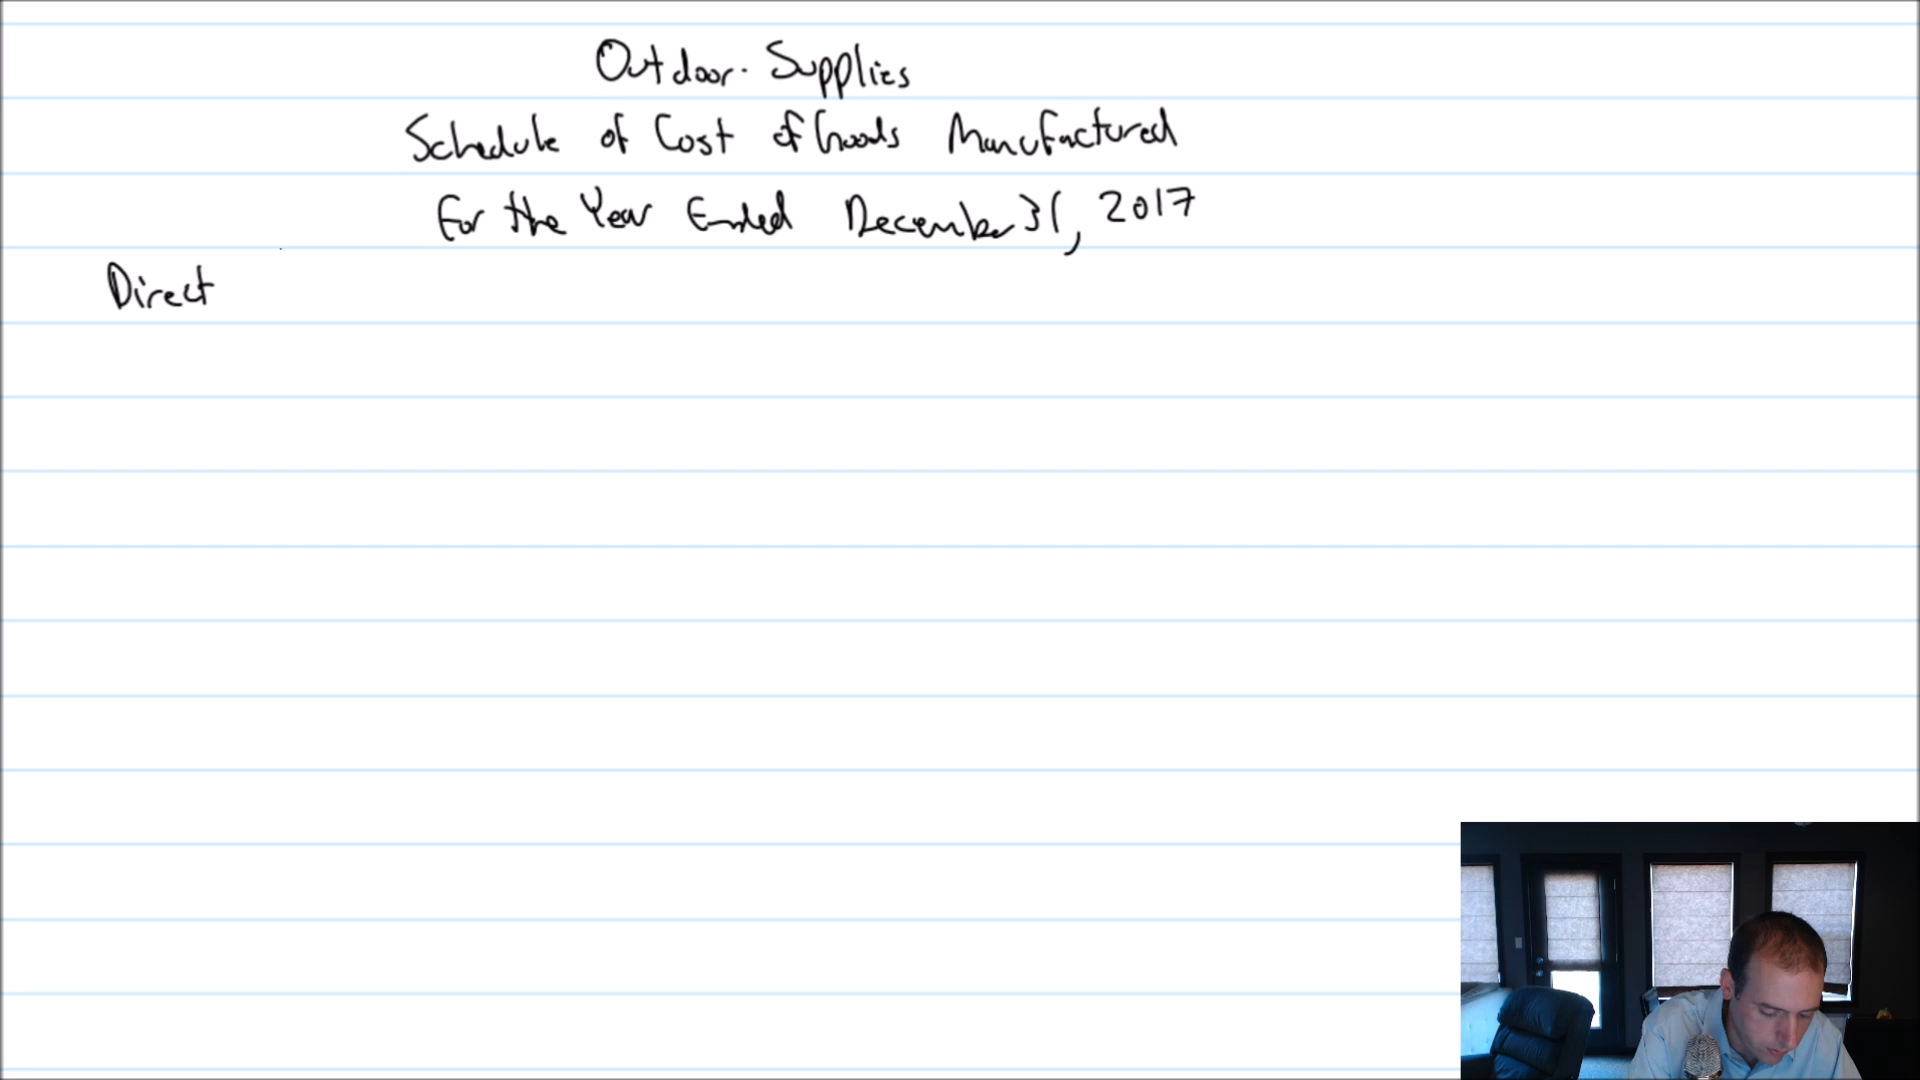 Outdoor Supplies
Schedule of Cost of Goods Manufactured
For the Year Ended December 31, 2017
Direct